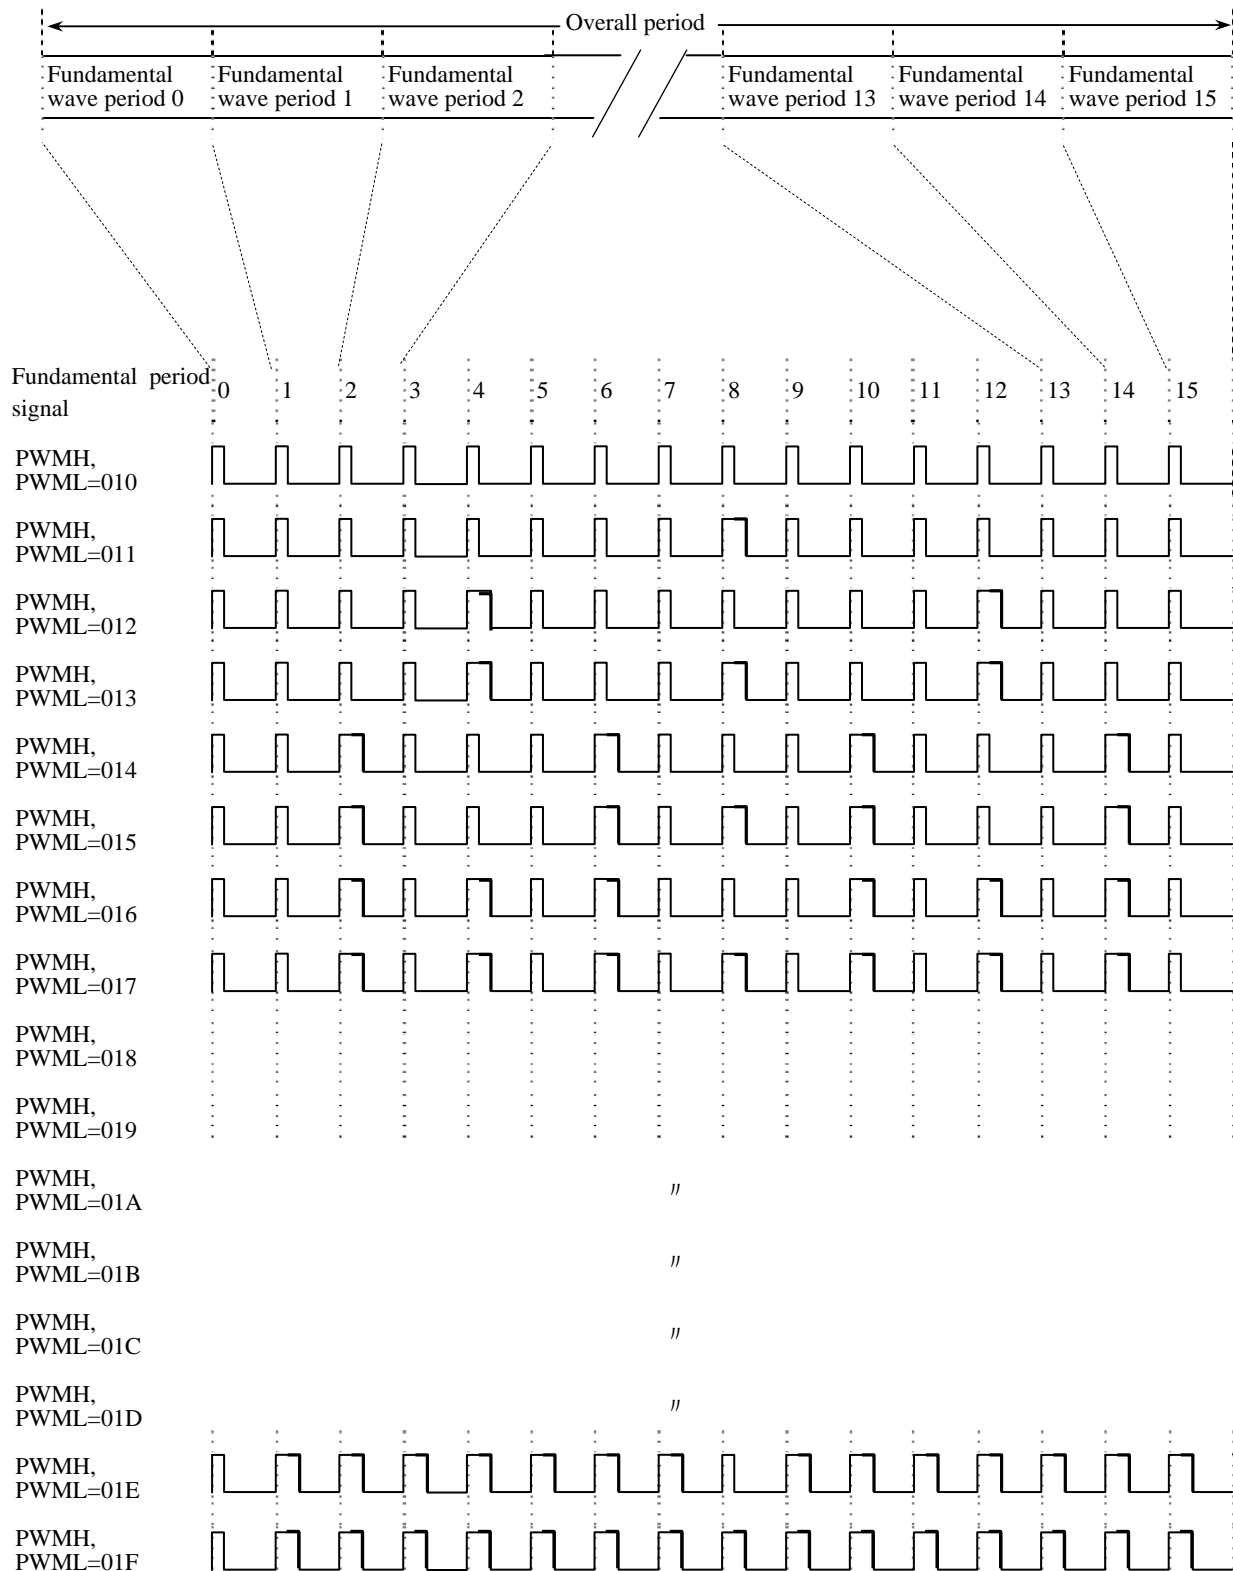 Overall period
Fundamental wave period 0
Fundamental wave period 1
Fundamental wave period 2
Fundamental wave period 13
Fundamental wave period 14
Fundamental wave period 15
Fundamental period signal
0 1 2 3 4 5 6 7 8 9 10 11 12 13 14 15
PWMH,
PWML=010
PWMH,
PWML=011
PWMH,
PWML=012
PWMH,
PWML=013
PWMH,
PWML=014
PWMH,
PWML=015
PWMH,
PWML=016
PWMH,
PWML=017
PWMH,
PWML=018
PWMH,
PWML=019
PWMH,
PWML=01A
〃
PWMH,
PWML=01B
〃
PWMH,
PWML=01C
〃
PWMH,
PWML=01D
〃
PWMH,
PWML=01E
PWMH,
PWML=01F